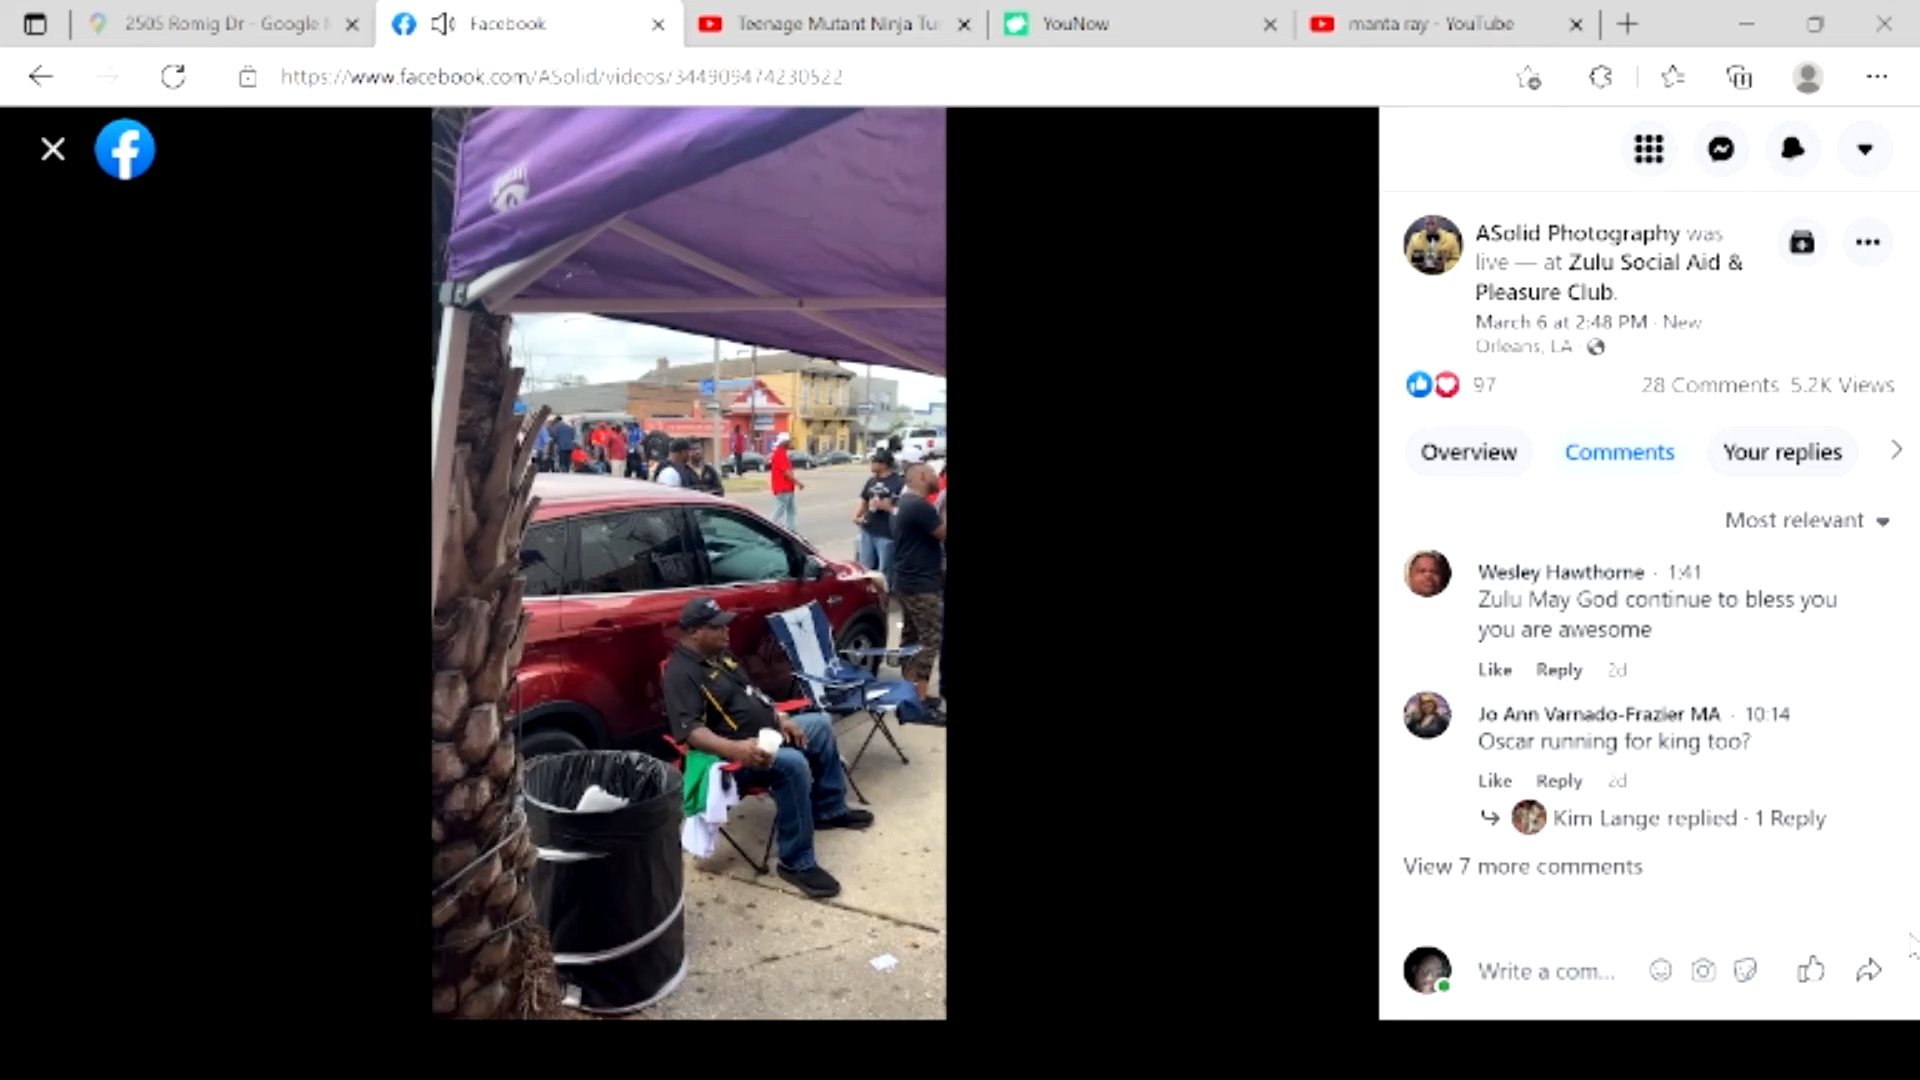 2505 Romig Dr - Google
Facebook
Teenage Mutant Ninja Tur
YouNow
manta ray - YouTube
https://www.facebook.com/ASolid/videos/344909474230522
ASolid Photography was
live — at Zulu Social Aid &
Pleasure Club.
March 6 at 2:48 PM · New
Orleans, LA ·
97
28 Comments 5.2K Views
Overview
Comments
Your replies
Most relevant
Wesley Hawthorne · 1:41
Zulu May God continue to bless you
you are awesome
Like Reply 2d
Jo Ann Varnado-Frazier MA · 10:14
Oscar running for king too?
Like Reply 2d
Kim Lange replied · 1 Reply
View 7 more comments
Write a com...